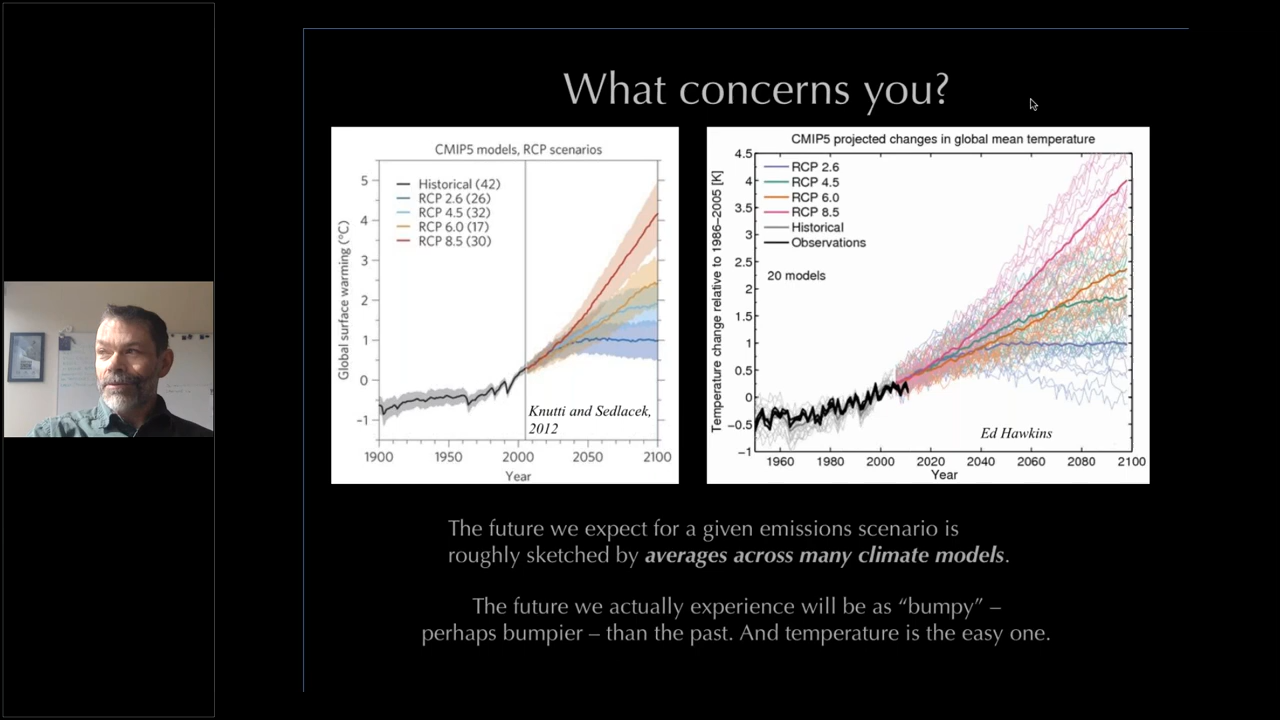 What concerns you?
CMIP5 models, RCP scenarios
Historical (42)
RCP 2.6 (26)
RCP 4.5 (32)
RCP 6.0 (17)
RCP 8.5 (30)
Global surface warming (°C)
5
4
3
2
1
0
−1
Knutti and Sedlacek,
2012
1900 1950 2000 2050 2100
Year
CMIP5 projected changes in global mean temperature
RCP 2.6
RCP 4.5
RCP 6.0
RCP 8.5
Historical
Observations
20 models
Temperature change relative to 1986−2005 [K]
4.5
4
3.5
3
2.5
2
1.5
1
0.5
0
−0.5
−1
Ed Hawkins
1960 1980 2000 2020 2040 2060 2080 2100
Year
The future we expect for a given emissions scenario is
roughly sketched by averages across many climate models.
The future we actually experience will be as “bumpy” –
perhaps bumpier – than the past. And temperature is the easy one.